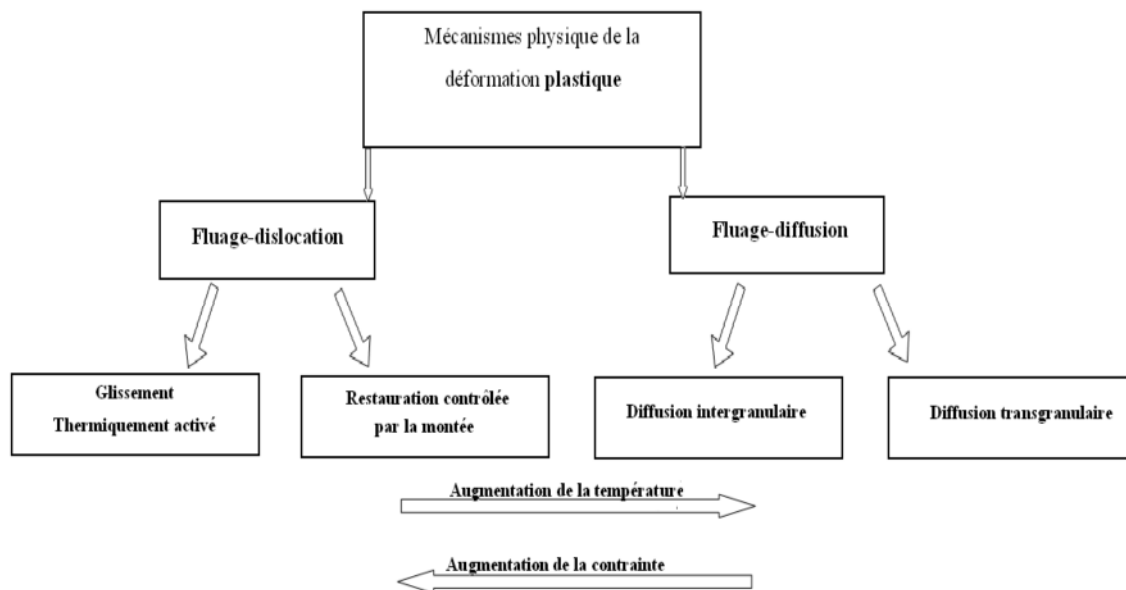 Mécanismes physique de la
déformation plastique
Fluage-dislocation
Fluage-diffusion
Glissement
Thermiquement activé
Restauration contrôlée
par la montée
Diffusion intergranulaire
Diffusion transgranulaire
Augmentation de la température
Augmentation de la contrainte